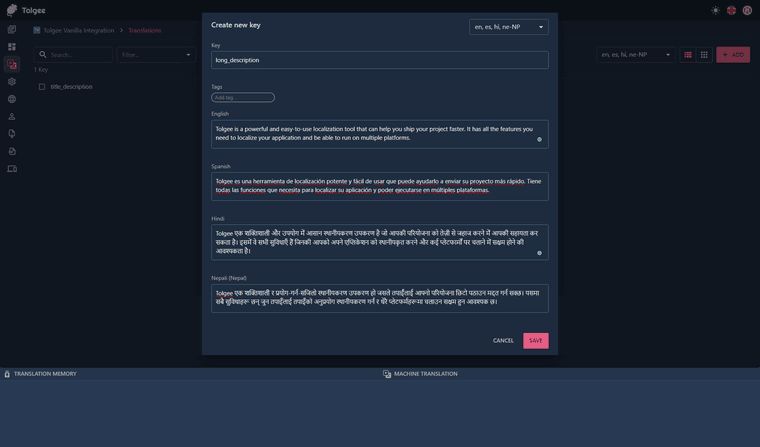 Tolgee
Tolgee Vanilla Integration > Translations
Search...
Filter...
en, es, hi, ne-NP
ADD
1 Key
title_description
Create new key
en, es, hi, ne-NP
Key
long_description
Tags
Add tag
English
Tolgee is a powerful and easy-to-use localization tool that can help you ship your project faster. It has all the features you
need to localize your application and be able to run on multiple platforms.
Spanish
Tolgee es una herramienta de localización potente y fácil de usar que puede ayudarlo a enviar su proyecto más rápido. Tiene
todas las funciones que necesita para localizar su aplicación y poder ejecutarse en múltiples plataformas.
Hindi
Tolgee एक शक्तिशाली और उपयोग में आसान स्थानीयकरण उपकरण है जो आपकी परियोजना को तेज़ी से जहाज करने में आपकी सहायता कर
सकता है। इसमें वे सभी सुविधाएँ हैं जिनकी आपको अपने एप्लिकेशन को स्थानीयकृत करने और कई प्लेटफार्मों पर चलाने में सक्षम होने की
आवश्यकता है।
Nepali (Nepal)
Tolgee एक शक्तिशाली र प्रयोग-गर्न-सजिलो स्थानीयकरण उपकरण हो जसले तपाईंलाई आफ्नो परियोजना छिटो पठाउन मद्दत गर्न सक्छ। यसमा
सबै सुविधाहरू छन् जुन तपाईंलाई तपाईंको अनुप्रयोग स्थानीयकरण गर्न र धेरै प्लेटफर्महरूमा चलाउन सक्षम हुन आवश्यक छ।
CANCEL
SAVE
TRANSLATION MEMORY
MACHINE TRANSLATION